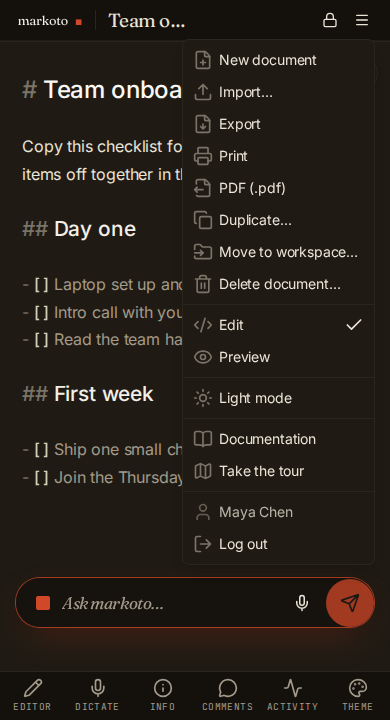 markoto
Team o...
New document
Import...
Export
Print
PDF (.pdf)
Duplicate...
Move to workspace...
Delete document...
Edit
Preview
Light mode
Documentation
Take the tour
Maya Chen
Log out
# Team onboa
Copy this checklist fo
items off together in t
## Day one
- [ ] Laptop set up and
- [ ] Intro call with you
- [ ] Read the team ha
## First week
- [ ] Ship one small ch
- [ ] Join the Thursday
Ask markoto...
EDITOR
DICTATE
INFO
COMMENTS
ACTIVITY
THEME